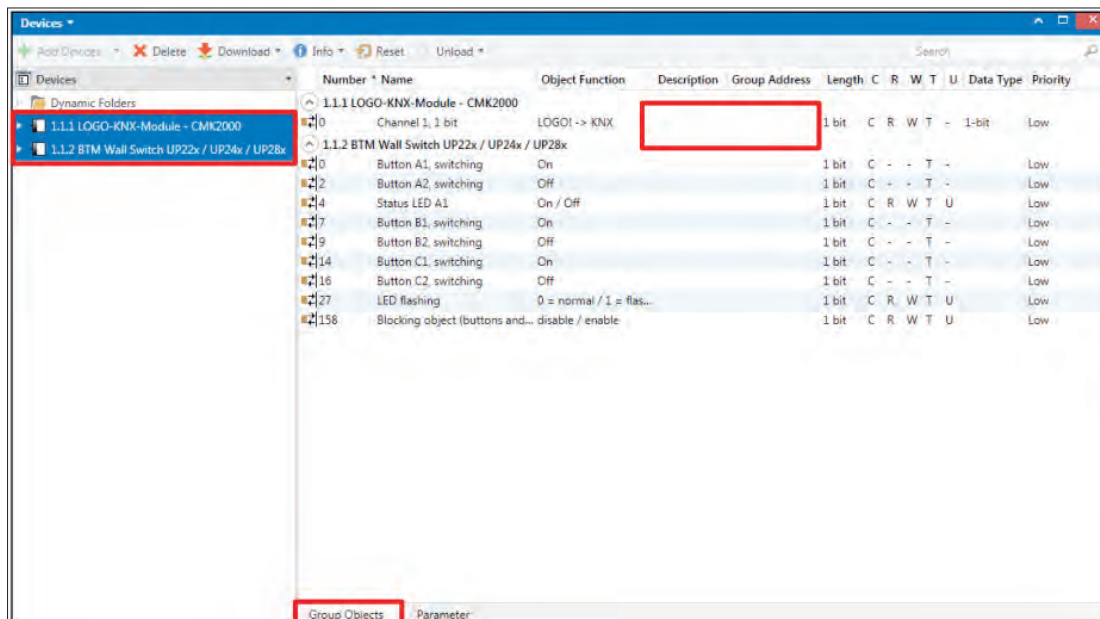 Devices
Add Devices Delete Download Info Reset Unload Search
Devices
Dynamic Folders
1.1.1 LOGO-KNX-Module - CMK2000
1.1.2 BTM Wall Switch UP22x / UP24x / UP28x
Number Name Object Function Description Group Address Length C R W T U Data Type Priority
1.1.1 LOGO-KNX-Module - CMK2000
0 Channel 1, 1 bit LOGO! -> KNX 1 bit C R W T - 1-bit Low
1.1.2 BTM Wall Switch UP22x / UP24x / UP28x
0 Button A1, switching On 1 bit C - - T - Low
2 Button A2, switching Off 1 bit C - - T - Low
4 Status LED A1 On / Off 1 bit C R W T U Low
7 Button B1, switching On 1 bit C - - T - Low
9 Button B2, switching Off 1 bit C - - T - Low
14 Button C1, switching On 1 bit C - - T - Low
16 Button C2, switching Off 1 bit C - - T - Low
27 LED flashing 0 = normal / 1 = flas... 1 bit C R W T U Low
158 Blocking object (buttons and... disable / enable 1 bit C R W T U Low
Group Objects Parameter